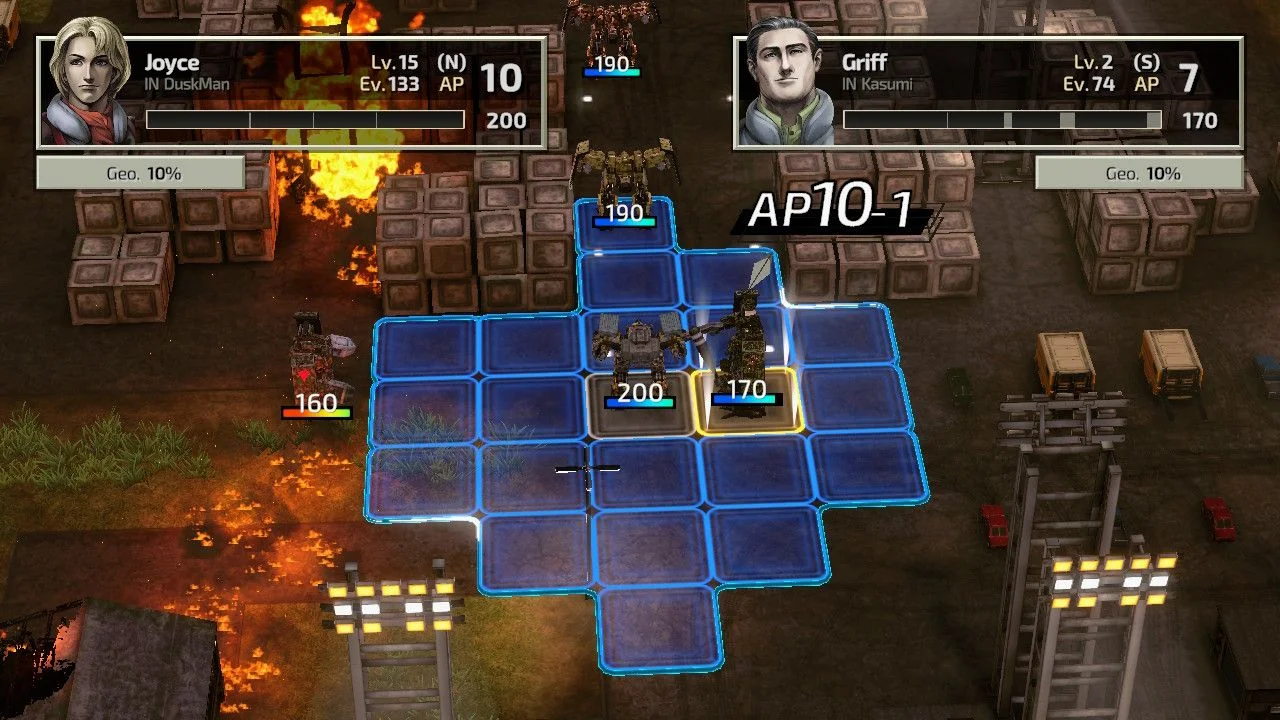 Joyce
IN DuskMan
Lv.15 (N)
Ev.133 AP 10
200
Geo. 10%
Griff
IN Kasumi
Lv.2 (S)
Ev.74 AP 7
170
Geo. 10%
190
190
AP10-1
160
200
170